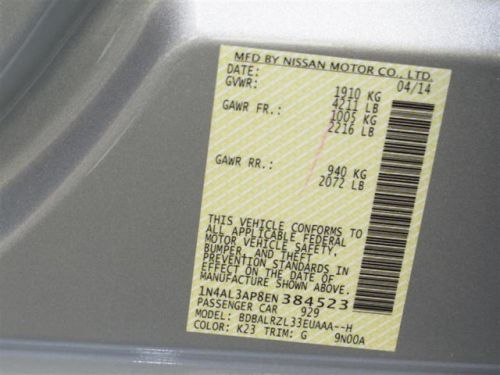 MFD BY NISSAN MOTOR CO., LTD.
DATE: 04/14
GVWR: 1910 KG
4211 LB
GAWR FR.: 1005 KG
2216 LB
GAWR RR.: 940 KG
2072 LB
THIS VEHICLE CONFORMS TO
ALL APPLICABLE FEDERAL
MOTOR VEHICLE SAFETY,
BUMPER, AND THEFT
PREVENTION STANDARDS IN
EFFECT ON THE DATE OF
MANUFACTURE SHOWN ABOVE.
1N4AL3AP8EN384523
PASSENGER CAR 929
MODEL: BDBALRZL33EUAAA--H
COLOR: K23 TRIM: G 9N00A